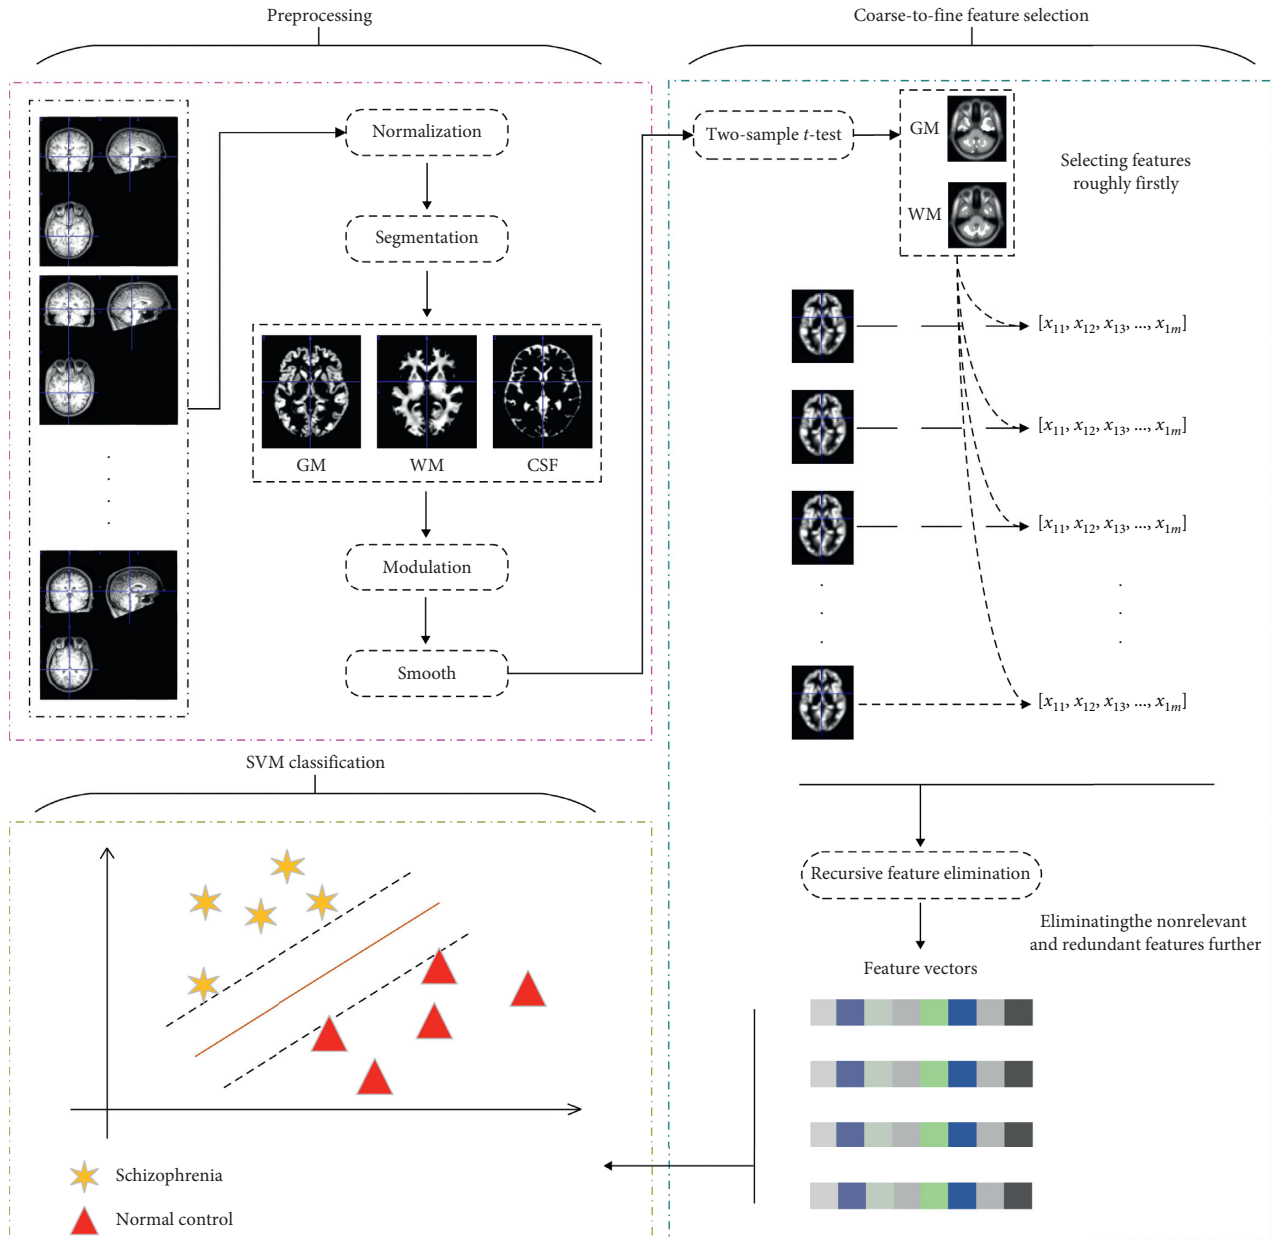 Preprocessing
Normalization
Segmentation
GM WM CSF
Modulation
Smooth
Coarse-to-fine feature selection
Two-sample t-test
GM
WM
Selecting features
roughly firstly
[x11, x12, x13, ..., x1m]
[x11, x12, x13, ..., x1m]
[x11, x12, x13, ..., x1m]
[x11, x12, x13, ..., x1m]
Recursive feature elimination
Eliminatingthe nonrelevant
and redundant features further
Feature vectors
SVM classification
Schizophrenia
Normal control